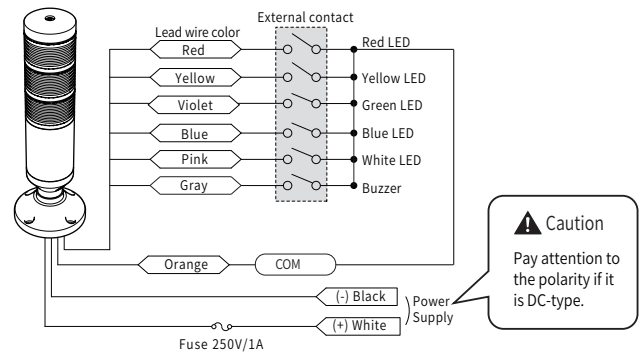 External contact
Lead wire color
Red
Red LED
Yellow
Yellow LED
Violet
Green LED
Blue
Blue LED
Pink
White LED
Gray
Buzzer
Orange
COM
(-) Black
(+) White
Power
Supply
Fuse 250V/1A
Caution
Pay attention to
the polarity if it
is DC-type.